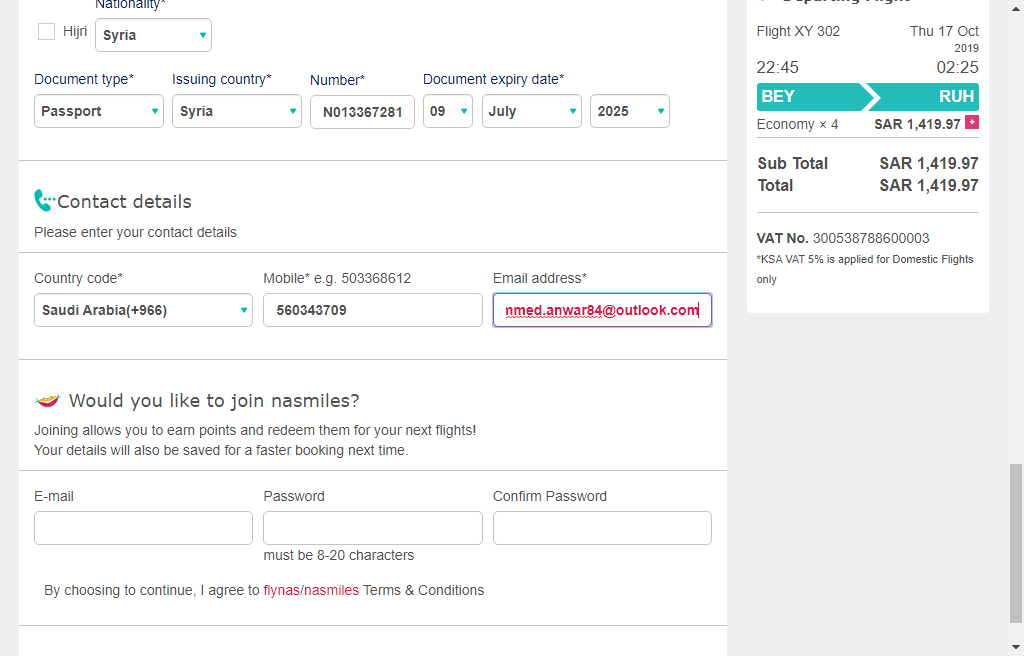 Nationality*
Hijri
Syria
Document type*
Issuing country*
Number*
Document expiry date*
Passport
Syria
N013367281
09
July
2025
Contact details
Please enter your contact details
Country code*
Mobile* e.g. 503368612
Email address*
Saudi Arabia(+966)
560343709
nmed.anwar84@outlook.com
Would you like to join nasmiles?
Joining allows you to earn points and redeem them for your next flights!
Your details will also be saved for a faster booking next time.
E-mail
Password
Confirm Password
must be 8-20 characters
By choosing to continue, I agree to flynas/nasmiles Terms & Conditions
Departing Flight
Flight XY 302
Thu 17 Oct
2019
22:45
02:25
BEY
RUH
Economy × 4
SAR 1,419.97 +
Sub Total
SAR 1,419.97
Total
SAR 1,419.97
VAT No. 300538788600003
*KSA VAT 5% is applied for Domestic Flights
only